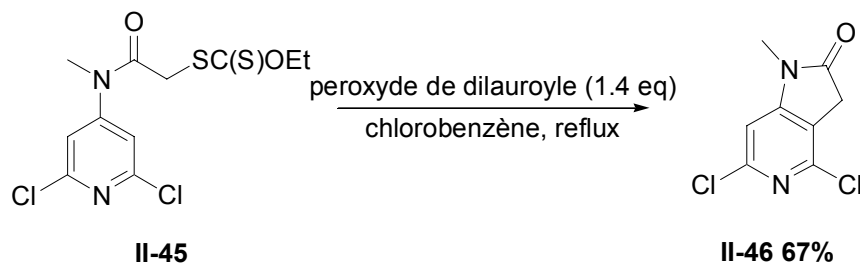 O
SC(S)OEt
N
Cl
N
Cl
II-45
peroxyde de dilauroyle (1.4 eq)
chlorobenzène, reflux
O
N
Cl
N
Cl
II-46 67%